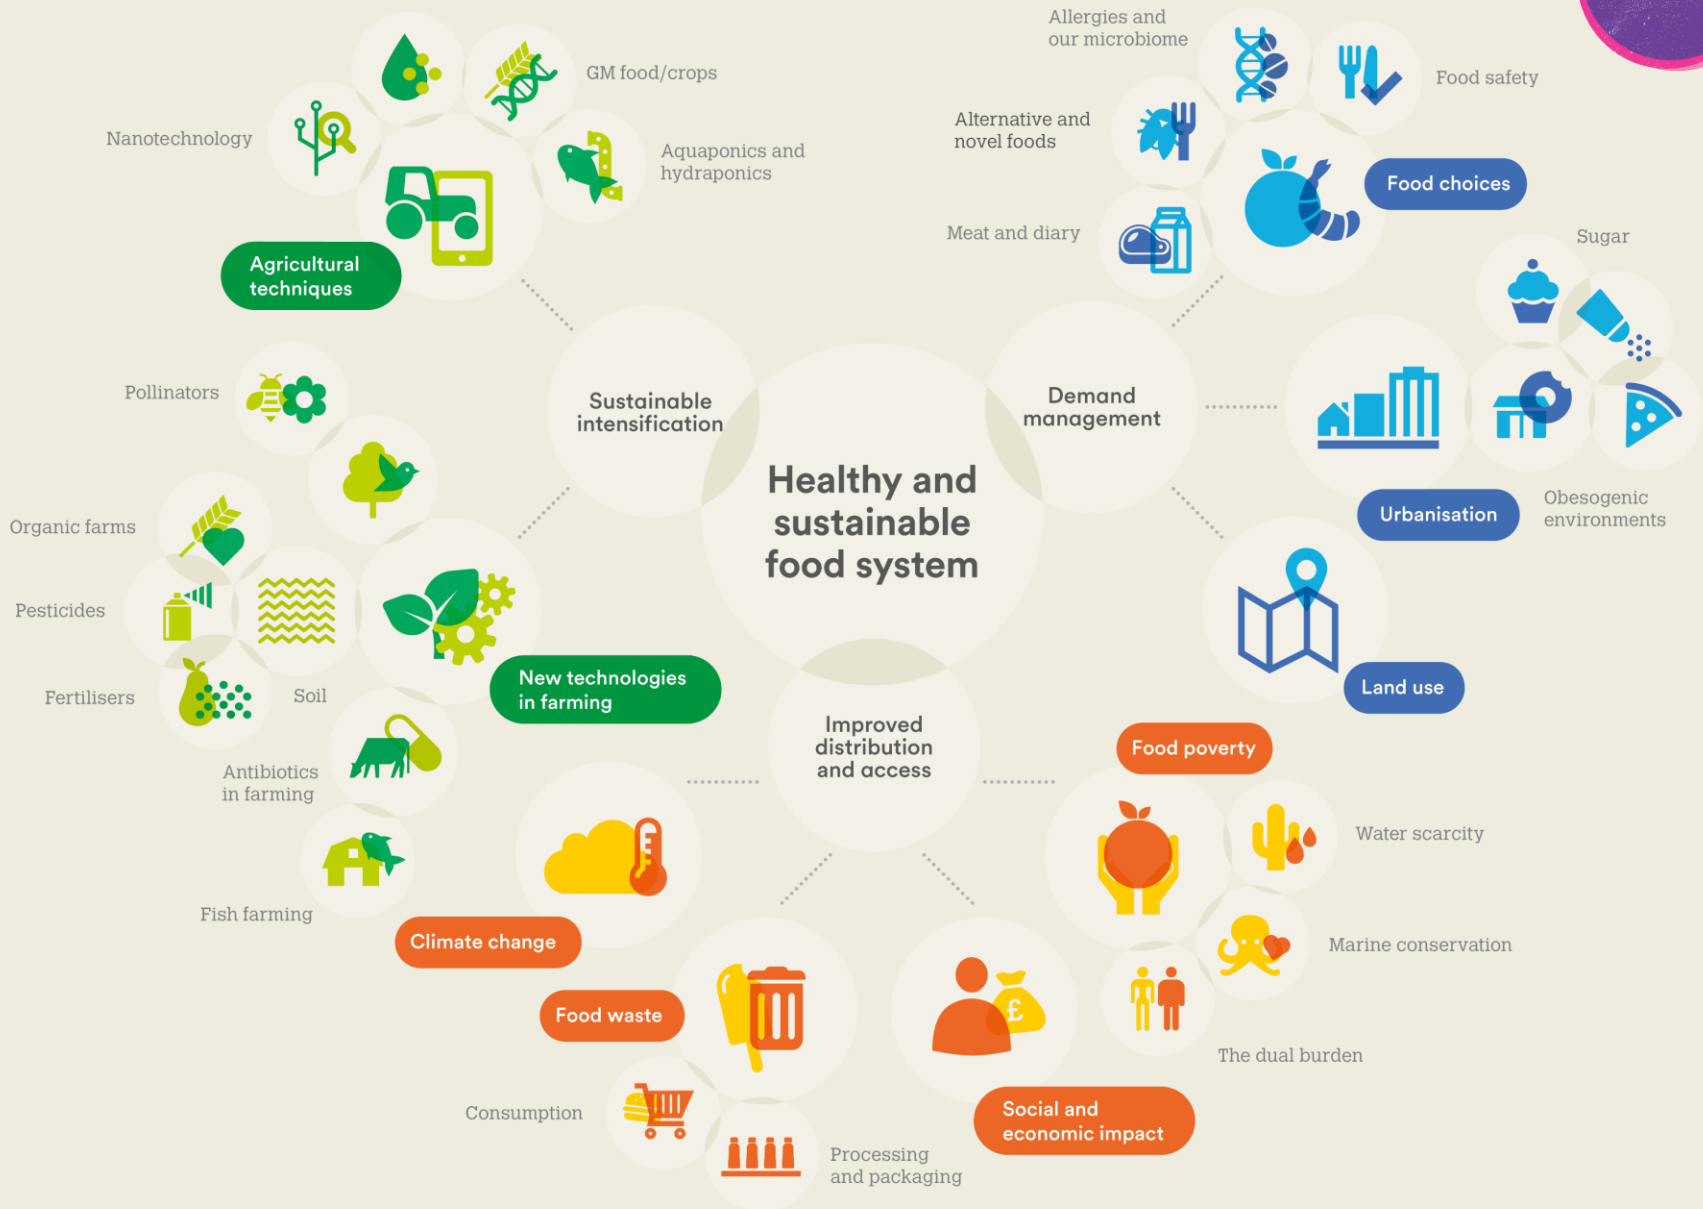 Allergies and
our microbiome
GM food/crops
Food safety
Nanotechnology
Alternative and
novel foods
Aquaponics and
hydraponics
Food choices
Meat and diary
Sugar
Agricultural
techniques
Pollinators
Sustainable
intensification
Demand
management
Healthy and
sustainable
food system
Organic farms
Urbanisation
Obesogenic
environments
Pesticides
New technologies
in farming
Land use
Fertilisers
Soil
Improved
distribution
and access
Food poverty
Antibiotics
in farming
Water scarcity
Fish farming
Climate change
Marine conservation
Food waste
£
The dual burden
Consumption
Social and
economic impact
Processing
and packaging